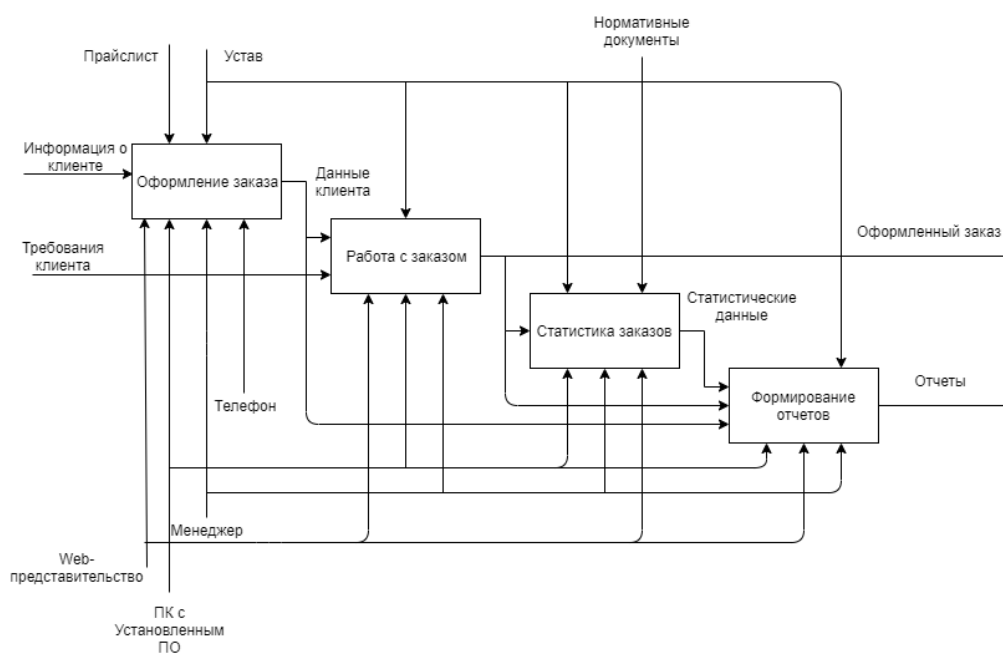 Нормативные
документы
Прайслист
Устав
Информация о
клиенте
Оформление заказа
Данные
клиента
Требования
клиента
Работа с заказом
Оформленный заказ
Статистические
данные
Статистика заказов
Отчеты
Формирование
отчетов
Телефон
Менеджер
Web-
представительство
ПК с
Установленным
ПО